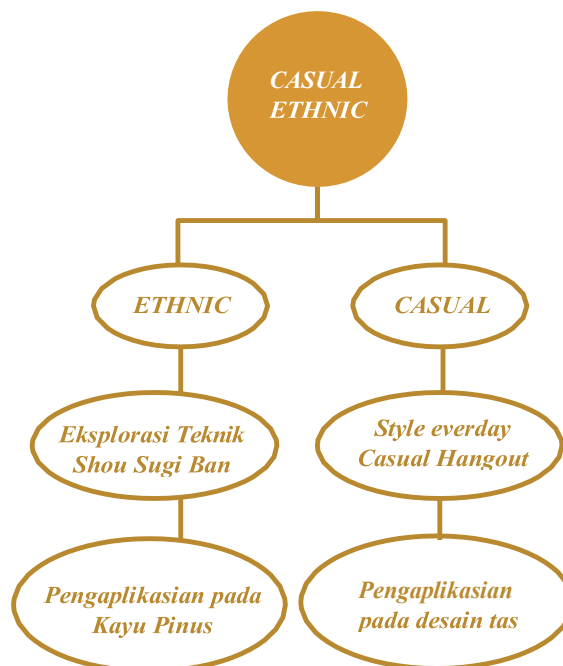 CASUAL
ETHNIC
ETHNIC
CASUAL
Eksplorasi Teknik
Shou Sugi Ban
Style everday
Casual Hangout
Pengaplikasian pada
Kayu Pinus
Pengaplikasian
pada desain tas